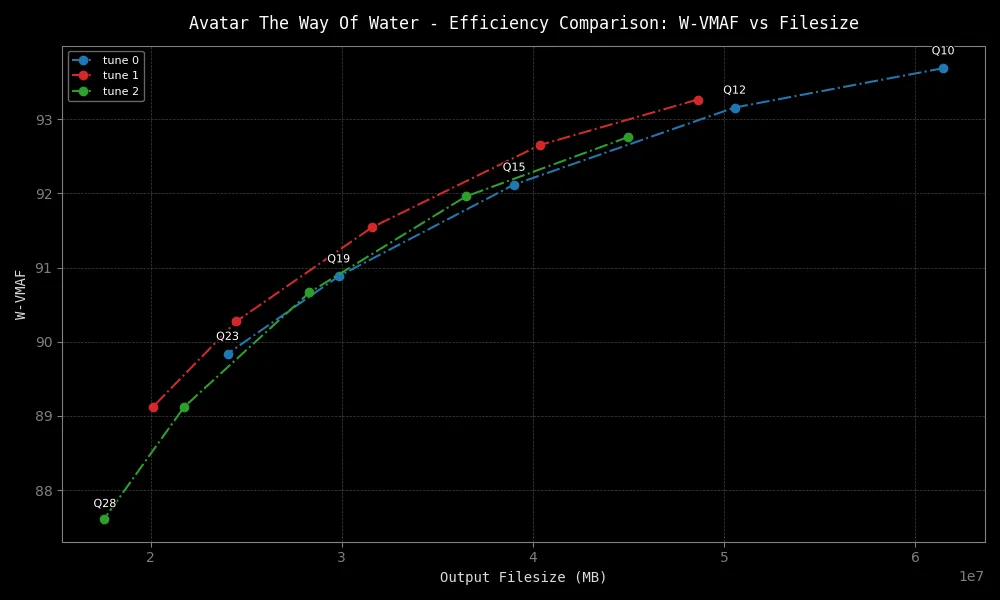 Avatar The Way Of Water - Efficiency Comparison: W-VMAF vs Filesize
tune 0
tune 1
tune 2
Q10
Q12
Q15
Q19
Q23
Q28
W-VMAF
93
92
91
90
89
88
2 3 4 5 6
1e7
Output Filesize (MB)